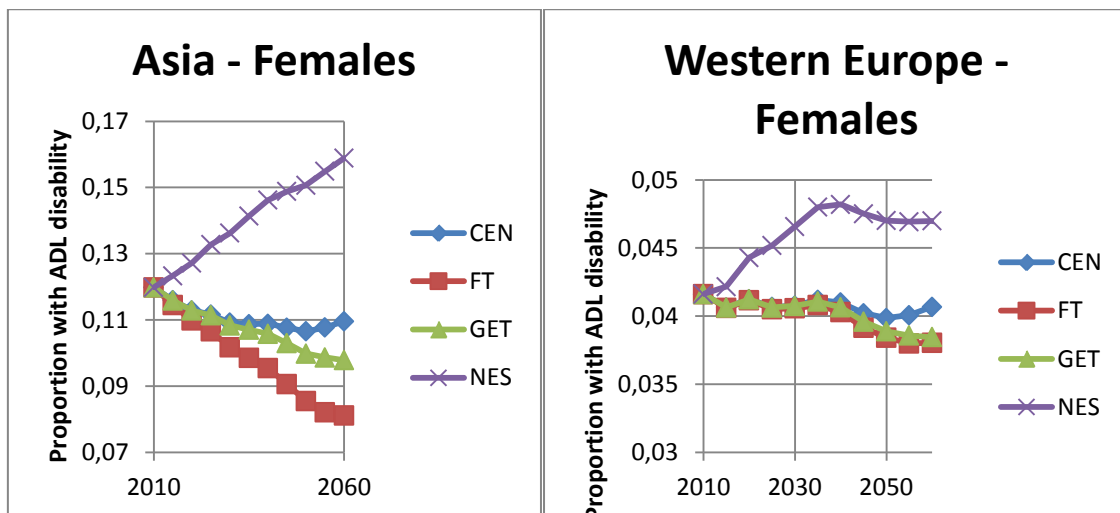 Asia - Females
Proportion with ADL disability
0,17
0,15
0,13
0,11
0,09
0,07
2010
2060
CEN
FT
GET
NES
Western Europe -
Females
Proportion with ADL disability
0,05
0,045
0,04
0,035
0,03
2010
2030
2050
CEN
FT
GET
NES